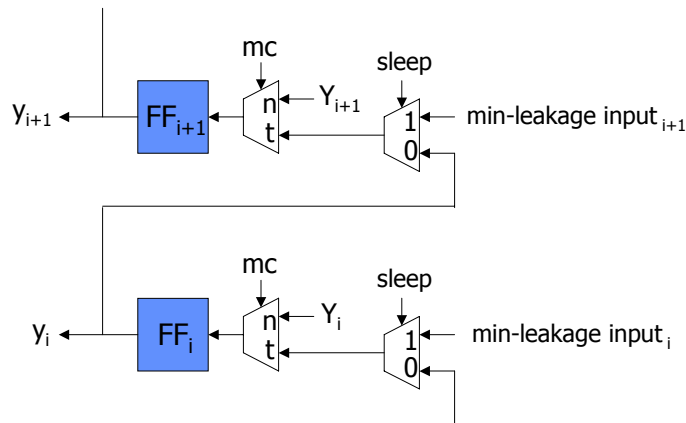 mc
sleep
y_{i+1}
FF_{i+1}
n
t
Y_{i+1}
1
0
min-leakage input_{i+1}
mc
sleep
y_i
FF_i
n
t
Y_i
1
0
min-leakage input_i